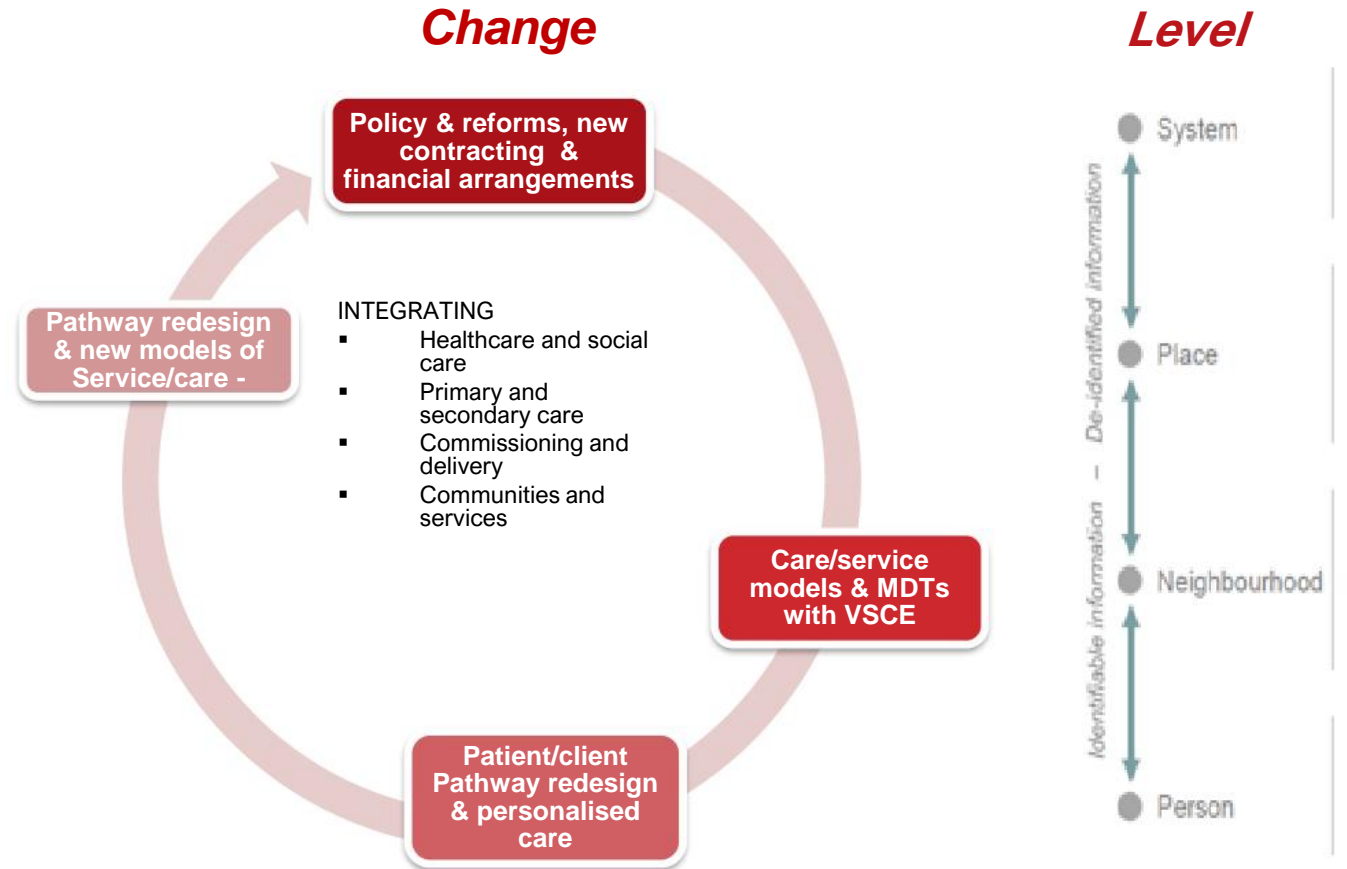 Change
Level
Policy & reforms, new
contracting &
financial arrangements
Pathway redesign
& new models of
Service/care -
INTEGRATING
▪ Healthcare and social
care
▪ Primary and
secondary care
▪ Commissioning and
delivery
▪ Communities and
services
Care/service
models & MDTs
with VSCE
Patient/client
Pathway redesign
& personalised
care
System
Place
Neighbourhood
Person
Identifiable information – De-identified information